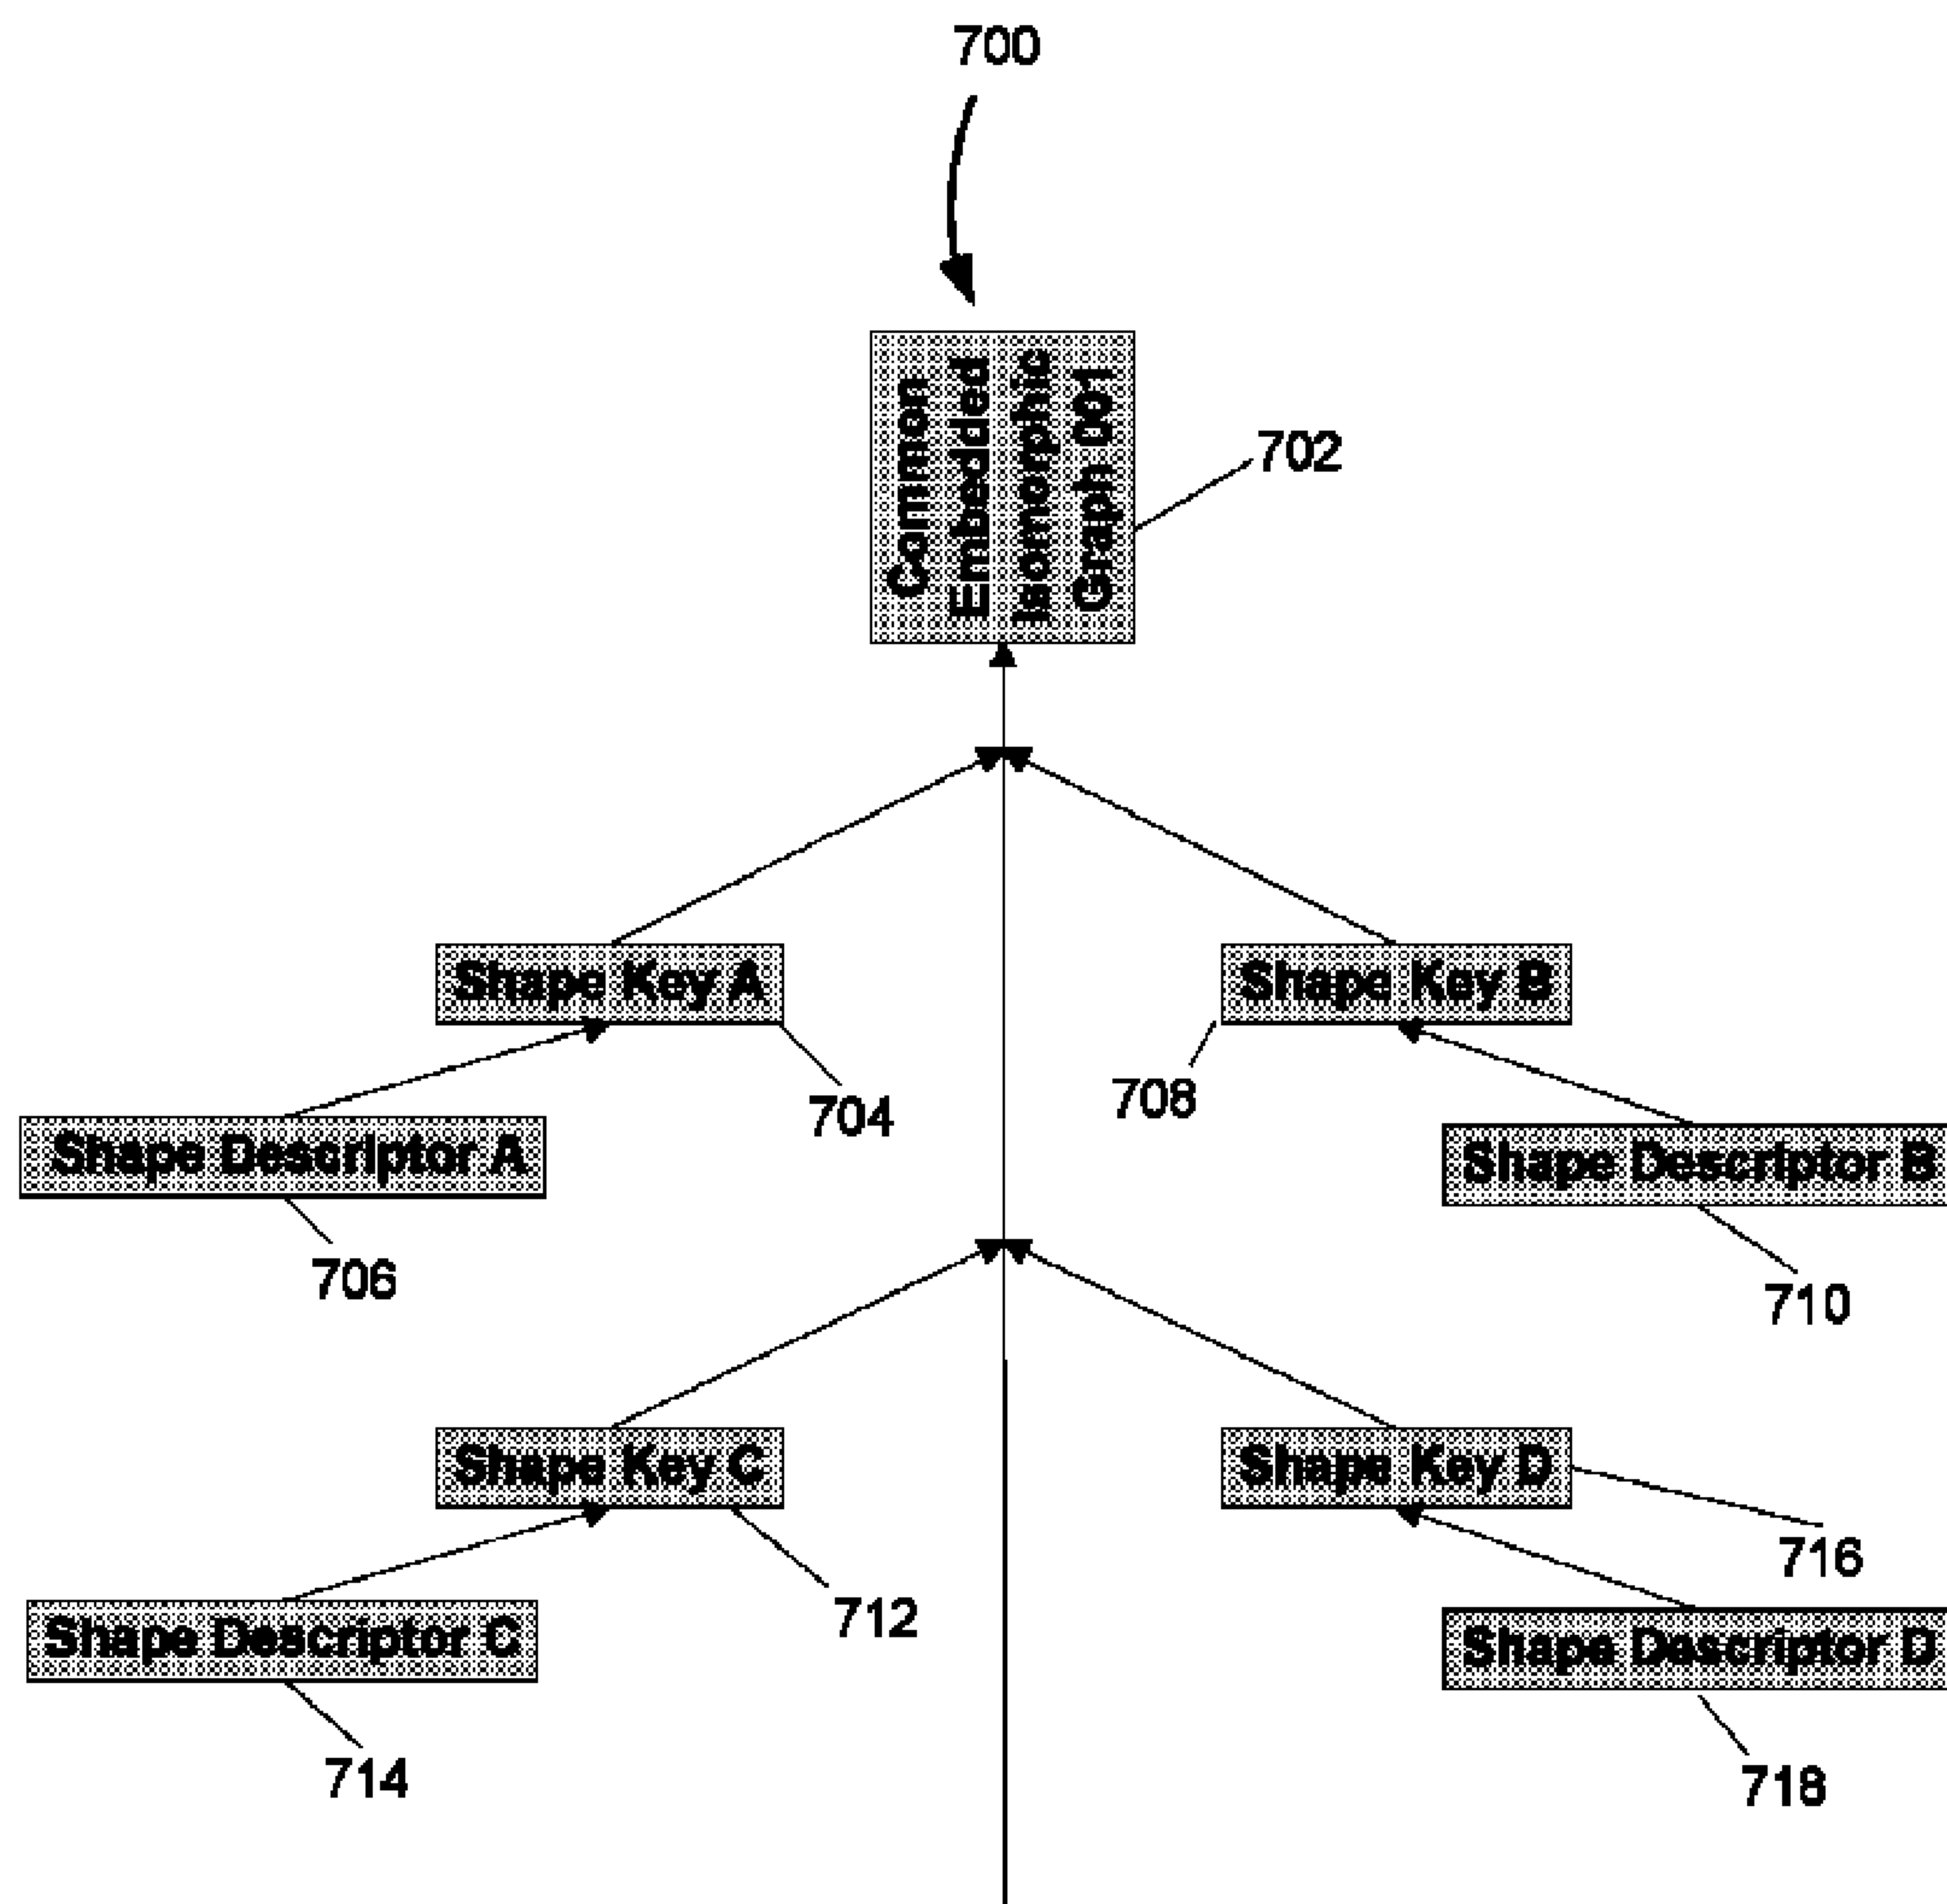 700
Common
Embedded
Isomorphic
Graph 001
702
Shape Key A
Shape Key B
704
708
Shape Descriptor A
Shape Descriptor B
706
710
Shape Key C
Shape Key D
716
712
Shape Descriptor C
Shape Descriptor D
714
718